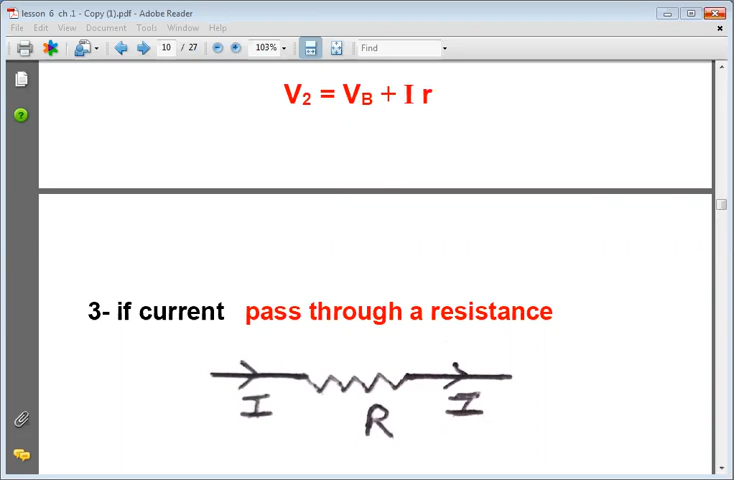 lesson 6 ch .1 - Copy (1).pdf - Adobe Reader
File Edit View Document Tools Window Help
10 / 27 103% Find
V2 = VB + I r
3- if current pass through a resistance
I I
R